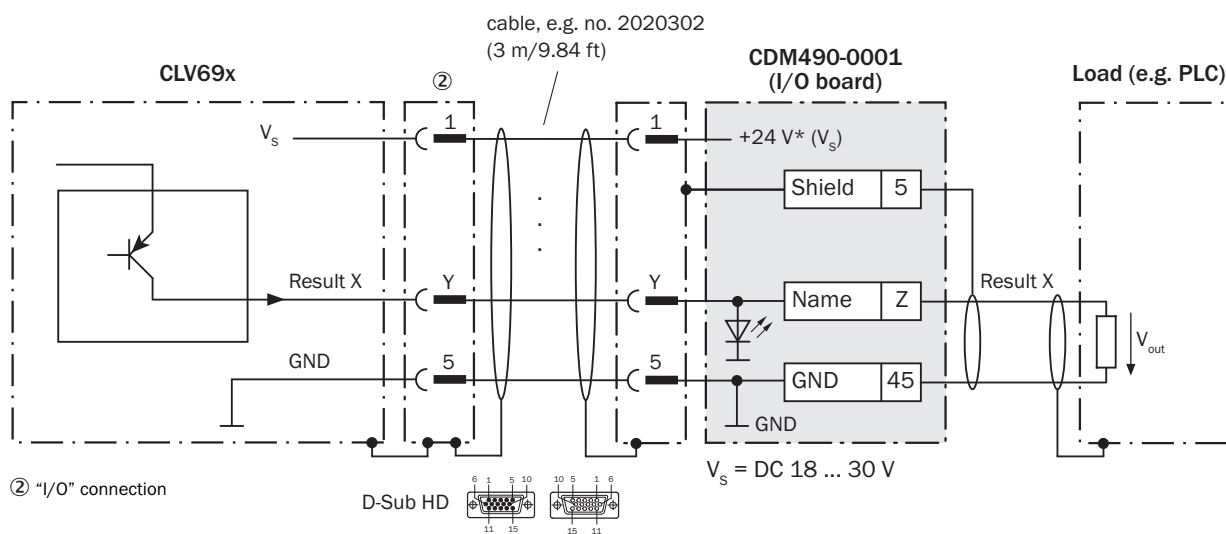 cable, e.g. no. 2020302
(3 m/9.84 ft)
CLV69x
②
CDM490-0001
(I/O board)
Load (e.g. PLC)
Vs
1
1
+24 V* (Vs)
Shield
5
Result X
Y
Y
Name
Z
Result X
Vout
GND
5
5
GND
45
GND
Vs = DC 18 ... 30 V
② "I/O" connection
D-Sub HD
6 1 5 10
11 15
10 5 1 6
15 11